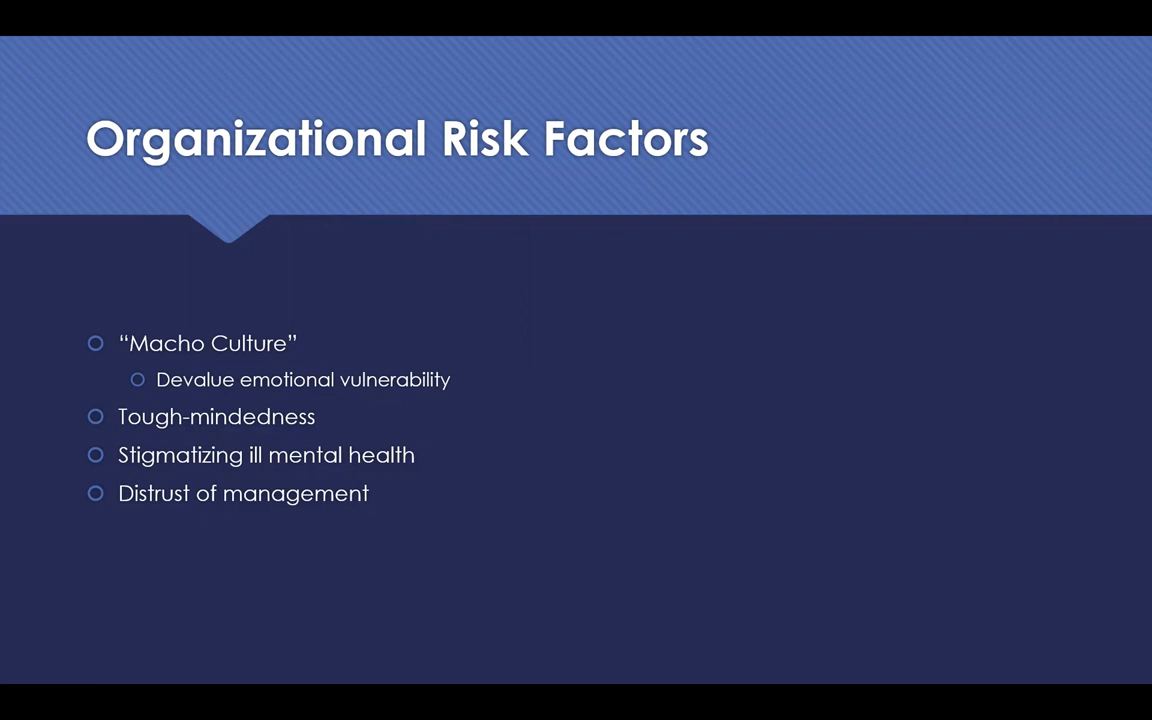 Organizational Risk Factors
“Macho Culture”
Devalue emotional vulnerability
Tough-mindedness
Stigmatizing ill mental health
Distrust of management